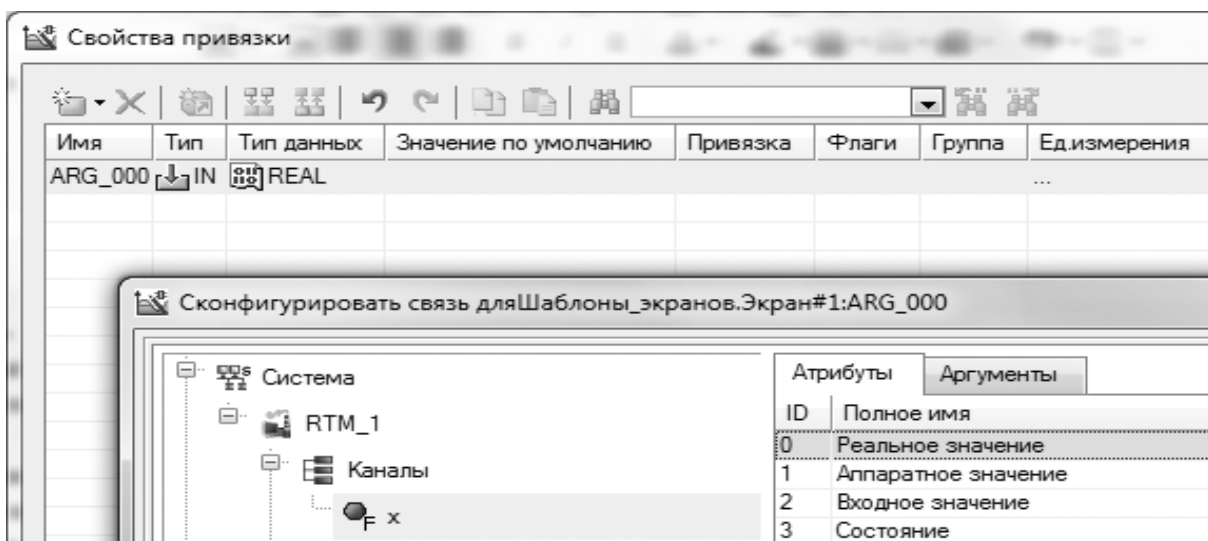 Свойства привязки
Имя Тип Тип данных Значение по умолчанию Привязка Флаги Группа Ед.измерения
ARG_000 IN REAL ...
Сконфигурировать связь дляШаблоны_экранов.Экран#1:ARG_000
Система
RTM_1
Каналы
F x
Атрибуты Аргументы
ID Полное имя
0 Реальное значение
1 Аппаратное значение
2 Входное значение
3 Состояние